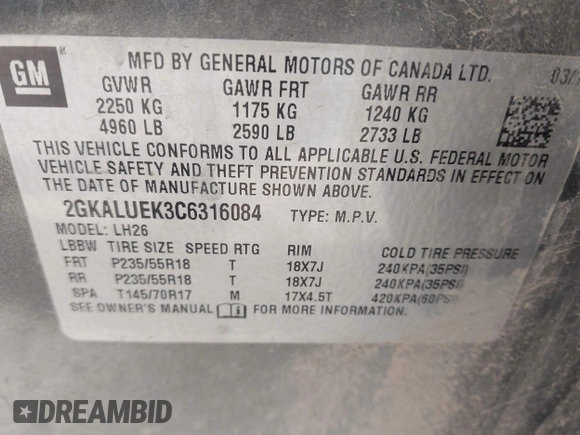 GM
MFD BY GENERAL MOTORS OF CANADA LTD. 03/
GVWR GAWR FRT GAWR RR
2250 KG 1175 KG 1240 KG
4960 LB 2590 LB 2733 LB
THIS VEHICLE CONFORMS TO ALL APPLICABLE U.S. FEDERAL MOTOR
VEHICLE SAFETY AND THEFT PREVENTION STANDARDS IN EFFECT ON
THE DATE OF MANUFACTURE SHOWN ABOVE.
2GKALUEK3C6316084 TYPE: M.P.V.
MODEL: LH26
LBBW TIRE SIZE SPEED RTG RIM COLD TIRE PRESSURE
FRT P235/55R18 T 18X7J 240KPA(35PSI)
RR P235/55R18 T 18X7J 240KPA(35PSI)
SPA T145/70R17 M 17X4.5T 420KPA(60PSI)
SEE OWNER'S MANUAL FOR MORE INFORMATION.
DREAMBID